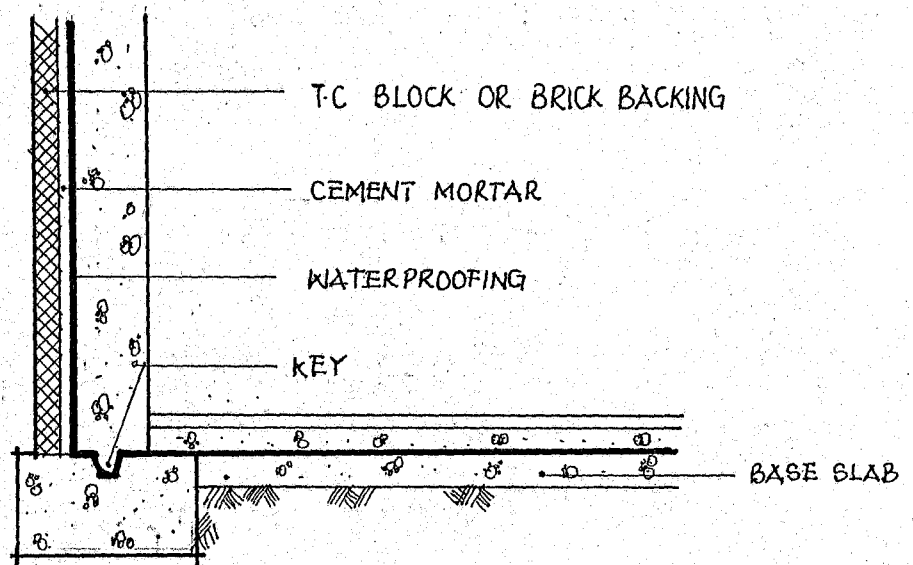 T·C BLOCK OR BRICK BACKING
CEMENT MORTAR
WATERPROOFING
KEY
BASE SLAB